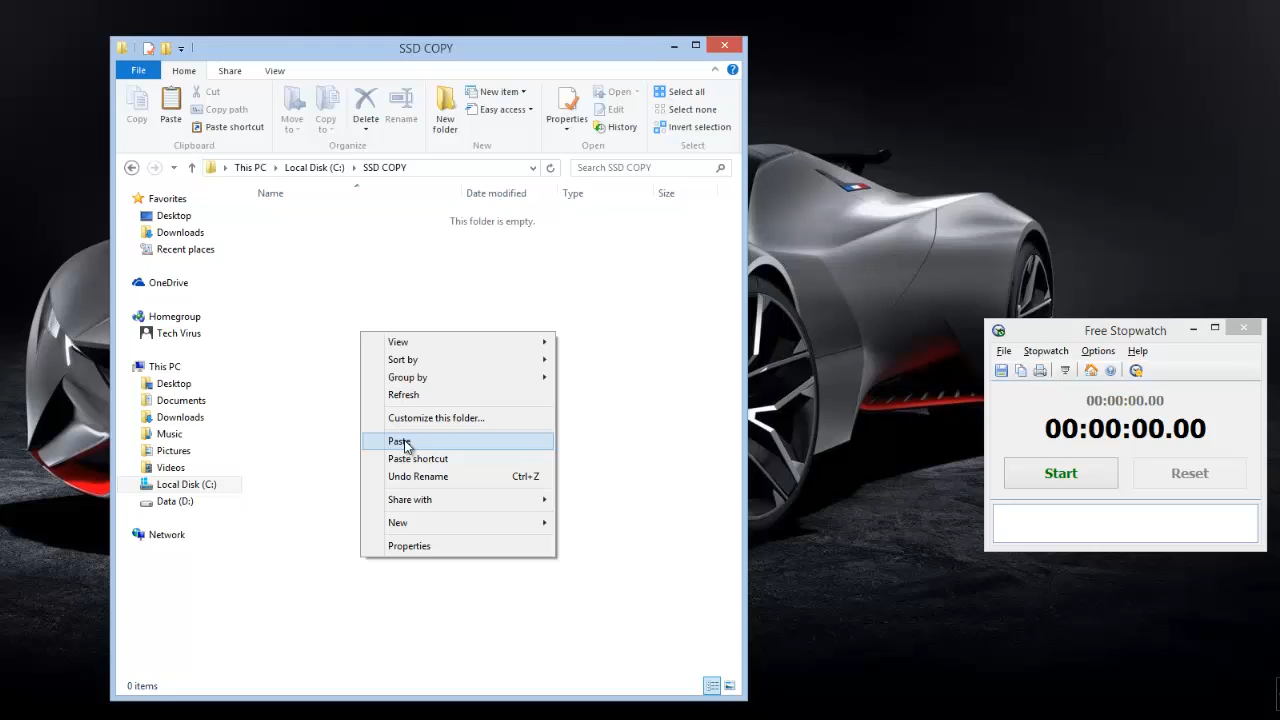 SSD COPY
File Home Share View
Copy
Paste
Cut
Copy path
Paste shortcut
Clipboard
Move to
Copy to
Delete
Rename
Organize
New folder
New item
Easy access
New
Properties
Open
Edit
History
Open
Select all
Select none
Invert selection
Select
This PC Local Disk (C:) SSD COPY
Search SSD COPY
Name Date modified Type Size
This folder is empty.
Favorites
Desktop
Downloads
Recent places
OneDrive
Homegroup
Tech Virus
This PC
Desktop
Documents
Downloads
Music
Pictures
Videos
Local Disk (C:)
Data (D:)
Network
View
Sort by
Group by
Refresh
Customize this folder...
Paste
Paste shortcut
Undo Rename Ctrl+Z
Share with
New
Properties
0 items
Free Stopwatch
File Stopwatch Options Help
00:00:00.00
00:00:00.00
Start Reset